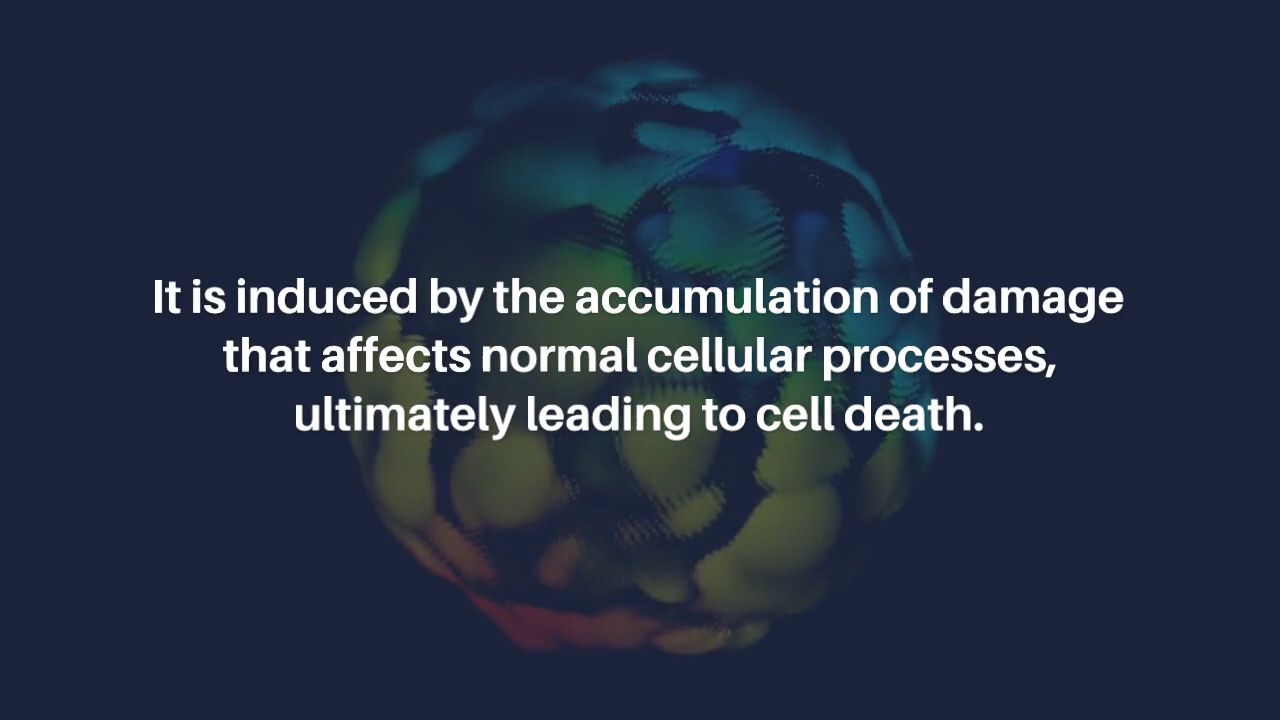 It is induced by the accumulation of damage
that affects normal cellular processes,
ultimately leading to cell death.